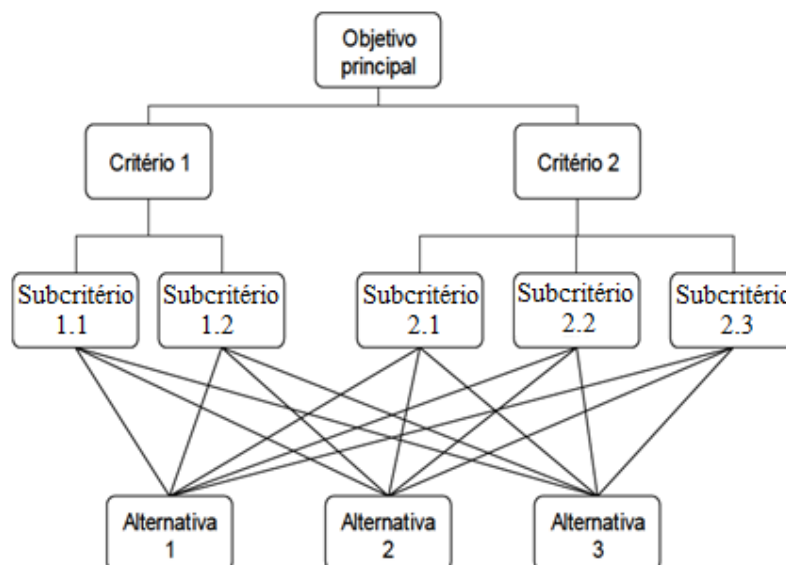 Objetivo
principal
Critério 1
Critério 2
Subcritério
1.1
Subcritério
1.2
Subcritério
2.1
Subcritério
2.2
Subcritério
2.3
Alternativa
1
Alternativa
2
Alternativa
3